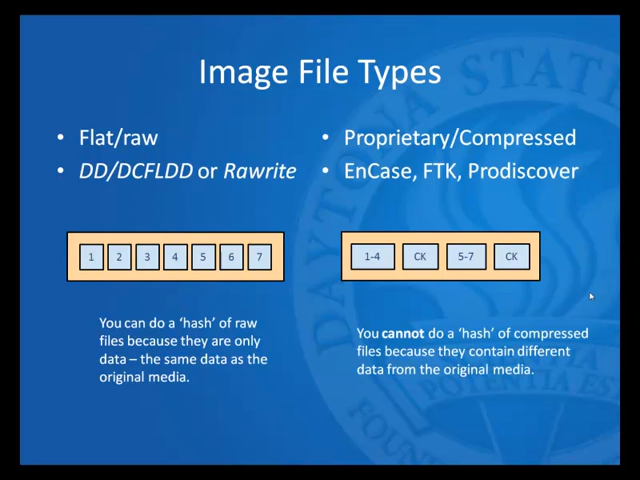 Image File Types
• Flat/raw
• DD/DCFLDD or Rawrite
1 2 3 4 5 6 7
You can do a ‘hash’ of raw
files because they are only
data – the same data as the
original media.
• Proprietary/Compressed
• EnCase, FTK, Prodiscover
1-4 CK 5-7 CK
You cannot do a ‘hash’ of compressed
files because they contain different
data from the original media.
DAYTONA STATE